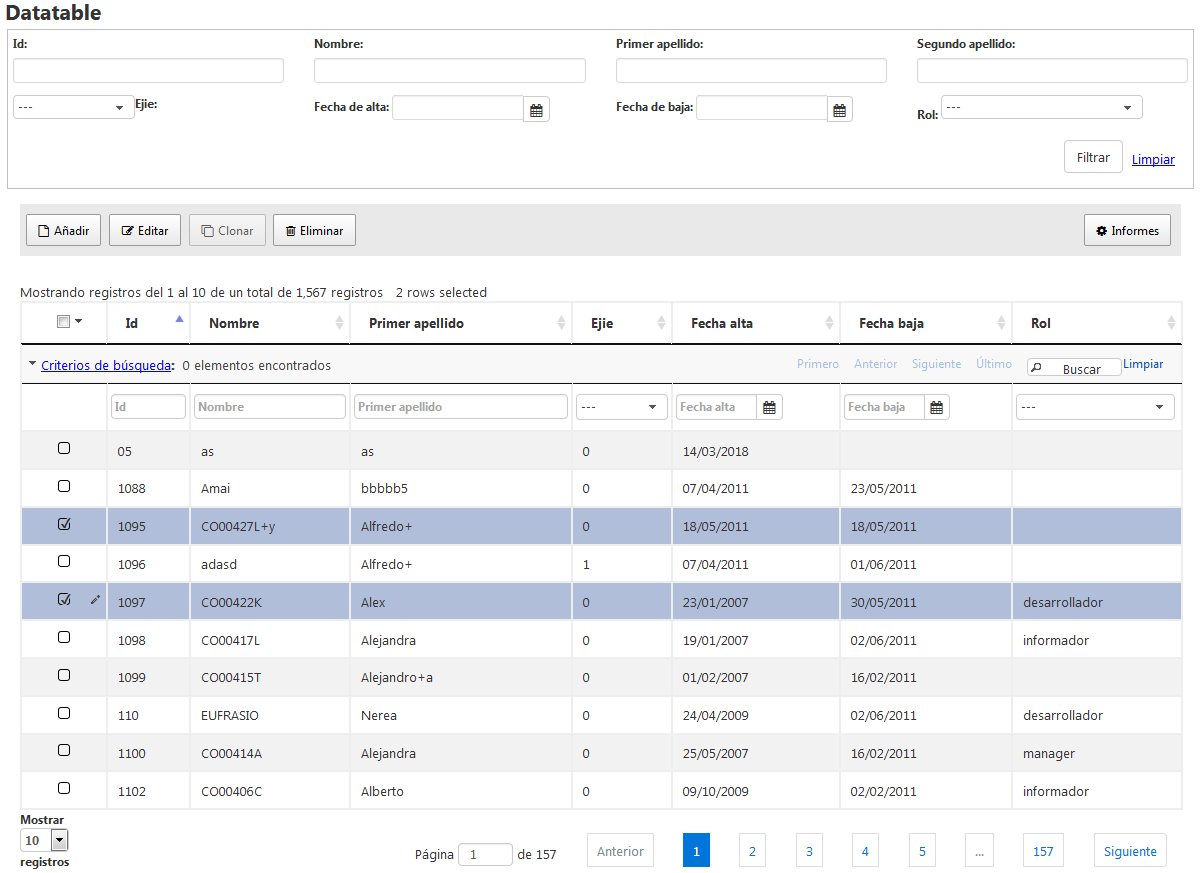 Datatable
Id: Nombre: Primer apellido: Segundo apellido:
--- Ejie: Fecha de alta: Fecha de baja: Rol: ---
Filtrar Limpiar
Añadir Editar Clonar Eliminar Informes
Mostrando registros del 1 al 10 de un total de 1,567 registros 2 rows selected
Id Nombre Primer apellido Ejie Fecha alta Fecha baja Rol
Criterios de búsqueda: 0 elementos encontrados Primero Anterior Siguiente Último Buscar Limpiar
Id Nombre Primer apellido --- Fecha alta Fecha baja ---
05 as as 0 14/03/2018
1088 Amai bbbbb5 0 07/04/2011 23/05/2011
1095 CO00427L+y Alfredo+ 0 18/05/2011 18/05/2011
1096 adasd Alfredo+ 1 07/04/2011 01/06/2011
1097 CO00422K Alex 0 23/01/2007 30/05/2011 desarrollador
1098 CO00417L Alejandra 0 19/01/2007 02/06/2011 informador
1099 CO00415T Alejandro+a 0 01/02/2007 16/02/2011
110 EUFRASIO Nerea 0 24/04/2009 02/06/2011 desarrollador
1100 CO00414A Alejandra 0 25/05/2007 16/02/2011 manager
1102 CO00406C Alberto 0 09/10/2009 02/02/2011 informador
Mostrar
10
registros
Página 1 de 157 Anterior 1 2 3 4 5 ... 157 Siguiente